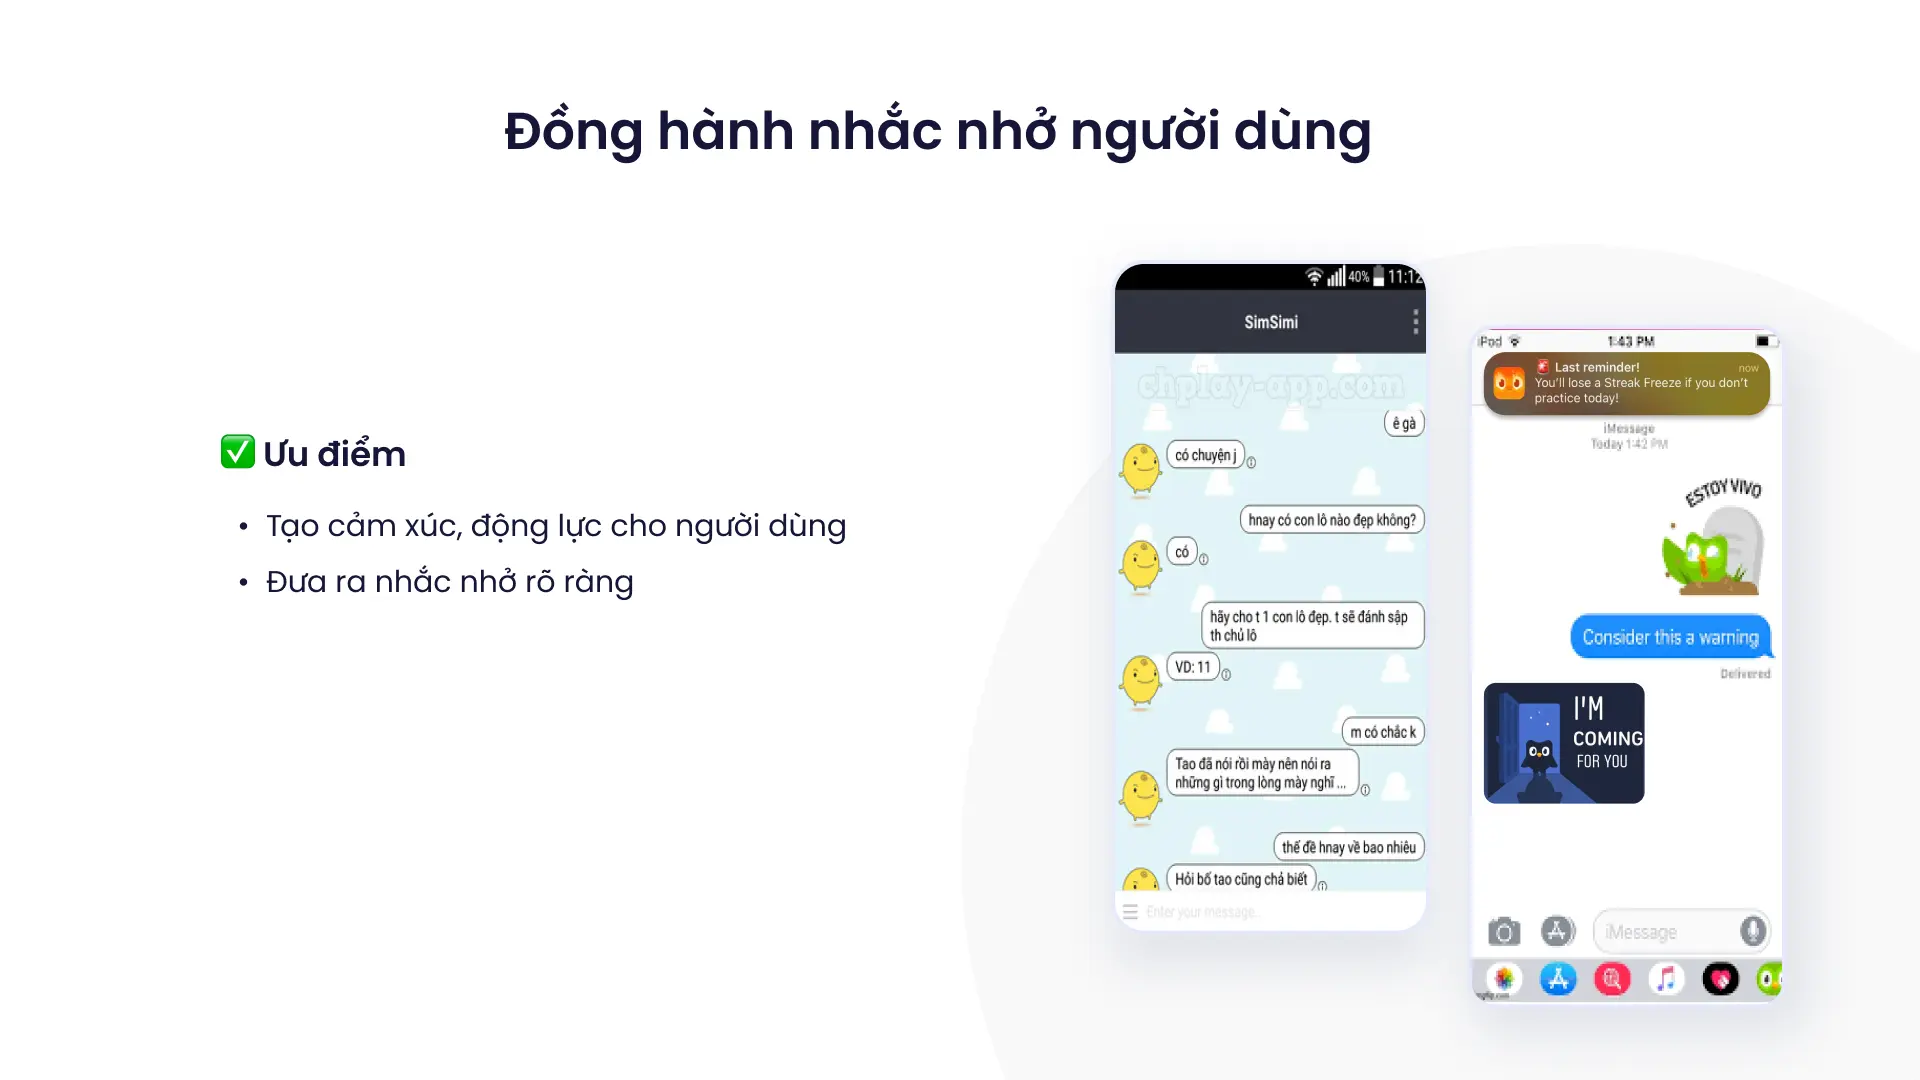 Đồng hành nhắc nhở người dùng
✅ Ưu điểm
• Tạo cảm xúc, động lực cho người dùng
• Đưa ra nhắc nhở rõ ràng
40% 11:12
SimSimi
chplay-app.com
ê gà
có chuyện j
hnay có con lô nào đẹp không?
có
hãy cho t 1 con lô đẹp. t sẽ đánh sập
th chủ lô
VD: 11
m có chắc k
Tao đã nói rồi mày nên nói ra
những gì trong lòng mày nghĩ ...
thế đề hnay về bao nhiêu
Hỏi bố tao cũng chả biết
Enter your message..
iPod 1:43 PM
🚨 Last reminder! now
You'll lose a Streak Freeze if you don't
practice today!
iMessage
Today 1:42 PM
ESTOY VIVO
Consider this a warning
Delivered
I'M
COMING
FOR YOU
iMessage
imgflip.com